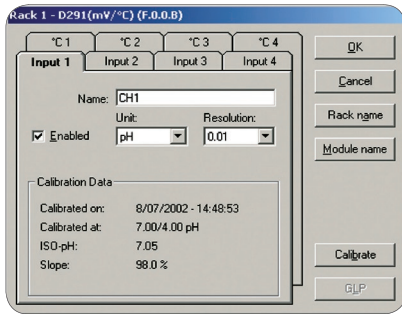 Rack 1 - D291(mV/°C) (F.0.0.B)
°C 1 °C 2 °C 3 °C 4
Input 1 Input 2 Input 3 Input 4
Name: CH1
Unit: Resolution:
Enabled pH 0.01
Calibration Data
Calibrated on: 8/07/2002 - 14:48:53
Calibrated at: 7.00/4.00 pH
ISO-pH: 7.05
Slope: 98.0 %
OK
Cancel
Rack name
Module name
Calibrate
GLP